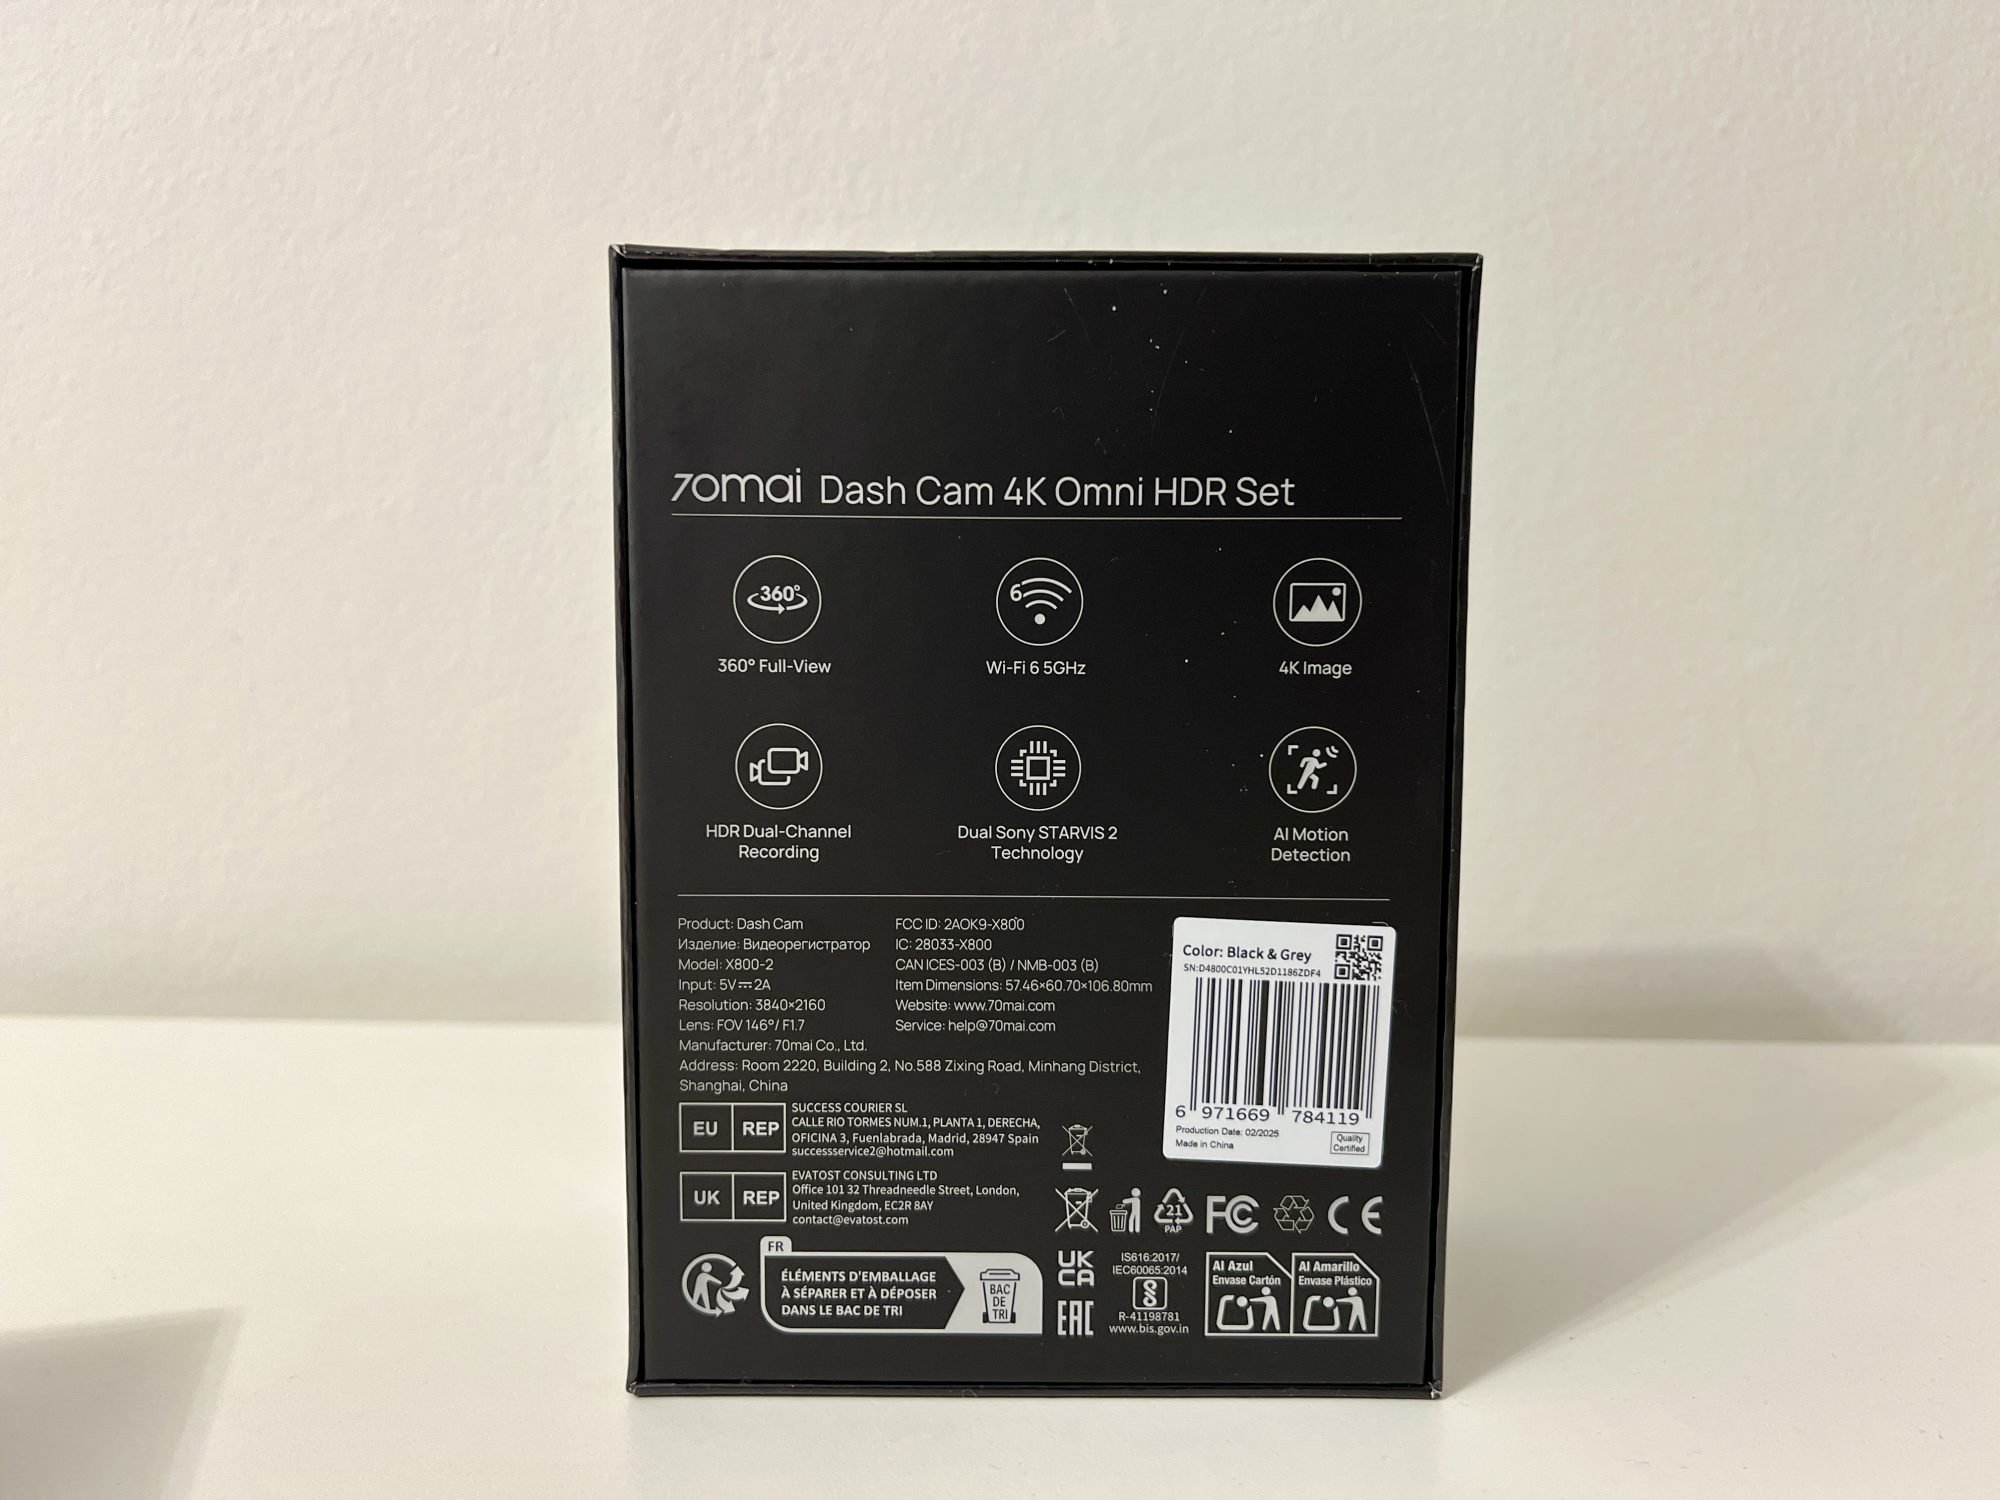 70mai Dash Cam 4K Omni HDR Set
360°
360° Full-View
6
Wi-Fi 6 5GHz
4K Image
HDR Dual-Channel
Recording
Dual Sony STARVIS 2
Technology
AI Motion
Detection
Product: Dash Cam
Изделие: Видеорегистратор
Model: X800-2
Input: 5V⎓2A
Resolution: 3840×2160
Lens: FOV 146°/ F1.7
Manufacturer: 70mai Co., Ltd.
Address: Room 2220, Building 2, No.588 Zixing Road, Minhang District,
Shanghai, China
FCC ID: 2AOK9-X800
IC: 28033-X800
CAN ICES-003 (B) / NMB-003 (B)
Item Dimensions: 57.46×60.70×106.80mm
Website: www.70mai.com
Service: help@70mai.com
Color: Black & Grey
SN:D4800C01YHL52D1186ZDF4
6 971669 784119
Production Date: 02/2025
Made in China
Quality
Certified
EU REP
SUCCESS COURIER SL
CALLE RIO TORMES NUM.1, PLANTA 1, DERECHA,
OFICINA 3, Fuenlabrada, Madrid, 28947 Spain
successservice2@hotmail.com
UK REP
EVATOST CONSULTING LTD
Office 101 32 Threadneedle Street, London,
United Kingdom, EC2R 8AY
contact@evatost.com
21
PAP
FC
CE
FR
ÉLÉMENTS D'EMBALLAGE
À SÉPARER ET À DÉPOSER
DANS LE BAC DE TRI
BAC
DE
TRI
UK
CA
EAC
IS616:2017/
IEC60065:2014
R-41198781
www.bis.gov.in
Al Azul
Envase Cartón
Al Amarillo
Envase Plástico